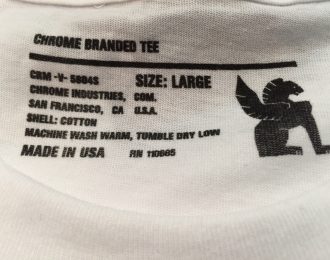 CHROME BRANDED TEE
CRM -V- 5804S SIZE: LARGE
CHROME INDUSTRIES, COM.
SAN FRANCISCO, CA U.S.A.
SHELL: COTTON
MACHINE WASH WARM, TUMBLE DRY LOW
MADE IN USA RN 110665